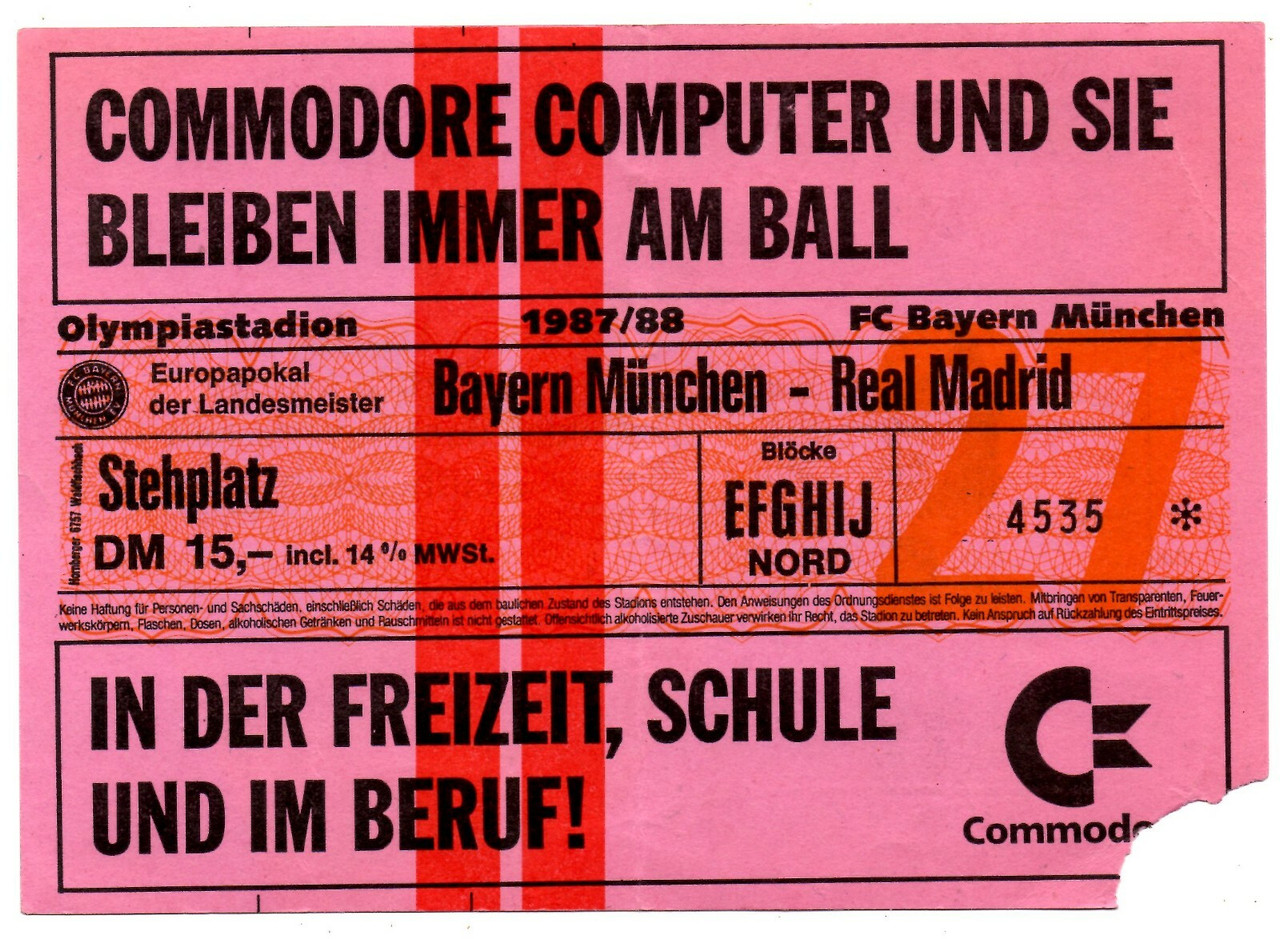 COMMODORE COMPUTER UND SIE
BLEIBEN IMMER AM BALL
Olympiastadion 1987/88 FC Bayern München
FC BAYERN MÜNCHEN
Europapokal
der Landesmeister
Bayern München - Real Madrid
27
Stehplatz
DM 15,– incl. 14 % MWSt.
Blöcke
EFGHIJ
NORD
4535 *
Keine Haftung für Personen- und Sachschäden, einschließlich Schäden, die aus dem baulichen Zustand des Stadions entstehen. Den Anweisungen des Ordnungsdienstes ist Folge zu leisten. Mitbringen von Transparenten, Feuer-
werkskörpern, Flaschen, Dosen, alkoholischen Getränken und Rauschmitteln ist nicht gestattet. Offensichtlich alkoholisierte Zuschauer verwirken ihr Recht, das Stadion zu betreten. Kein Anspruch auf Rückzahlung des Eintrittspreises.
IN DER FREIZEIT, SCHULE
UND IM BERUF!
Commodo